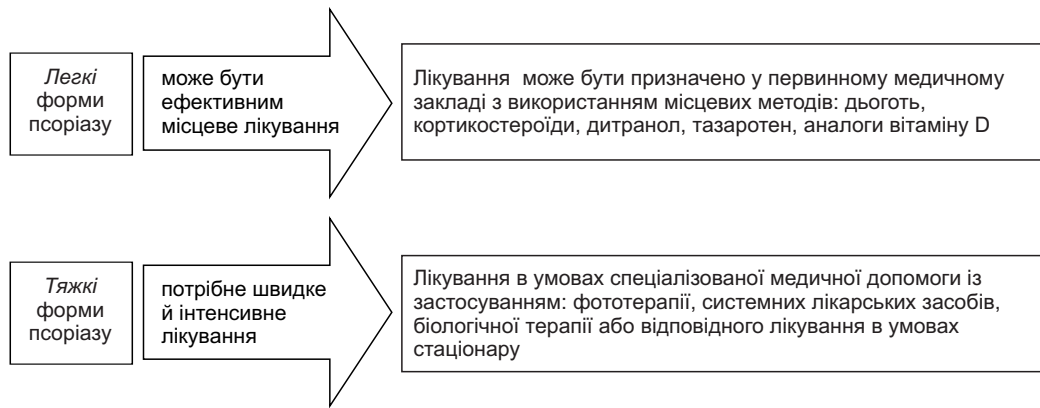 Легкі
форми
псоріазу
може бути
ефективним
місцеве лікування
Лікування може бути призначено у первинному медичному
закладі з використанням місцевих методів: дьоготь,
кортикостероїди, дитранол, тазаротен, аналоги вітаміну D
Тяжкі
форми
псоріазу
потрібне швидке
й інтенсивне
лікування
Лікування в умовах спеціалізованої медичної допомоги із
застосуванням: фототерапії, системних лікарських засобів,
біологічної терапії або відповідного лікування в умовах
стаціонару